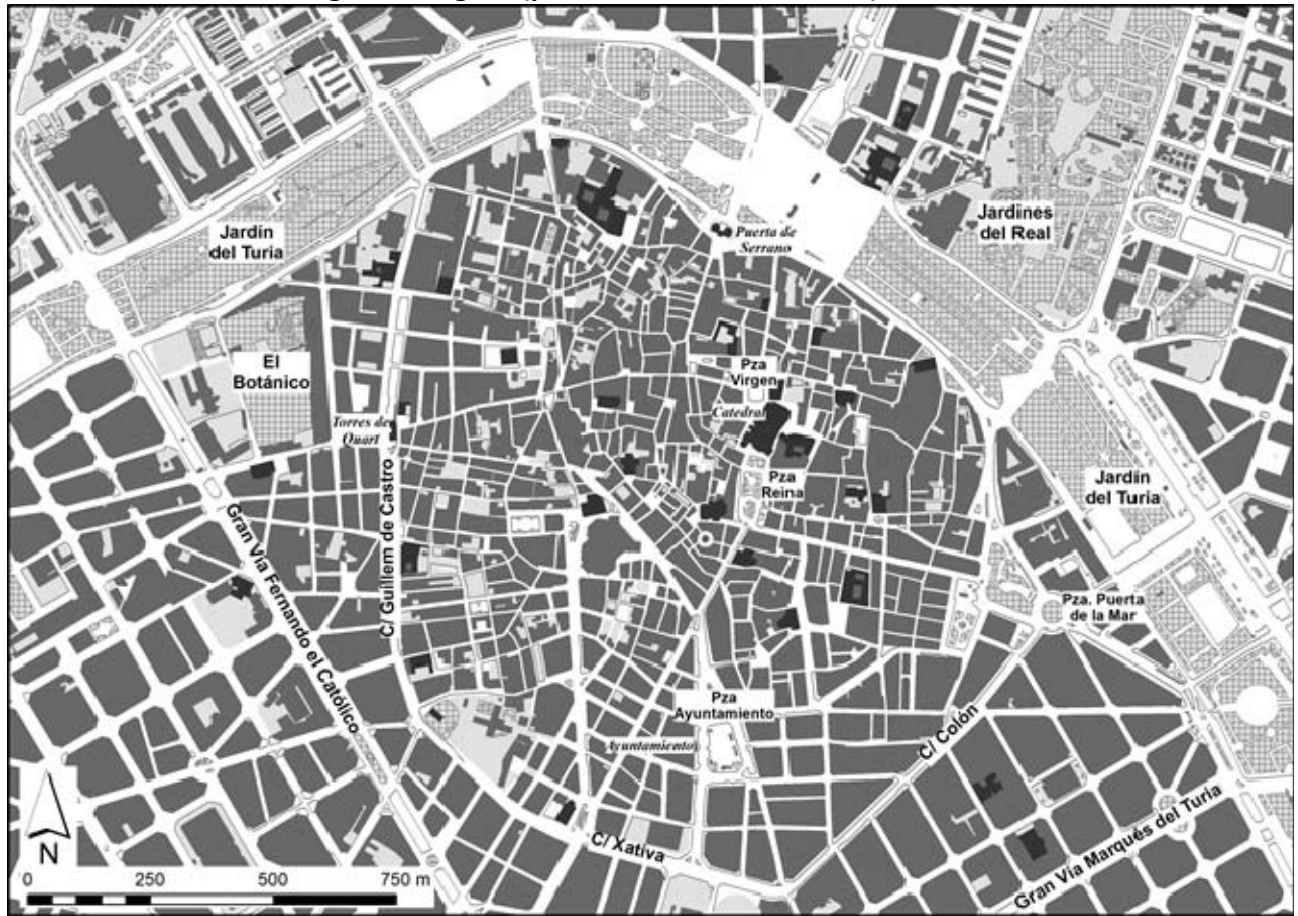 Jardín
del Turia
Puerta de
Serrano
Jardines
del Real
El
Botánico
Pza
Virgen
Catedral
Torres de
Quart
Pza
Reina
Jardín
del Turia
C/ Guillem de Castro
Gran Vía Fernando el Católico
Pza. Puerta
de la Mar
Pza
Ayuntamiento
Ayuntamiento
C/ Colón
C/ Xativa
Gran Vía Marqués del Turia
N
0 250 500 750 m